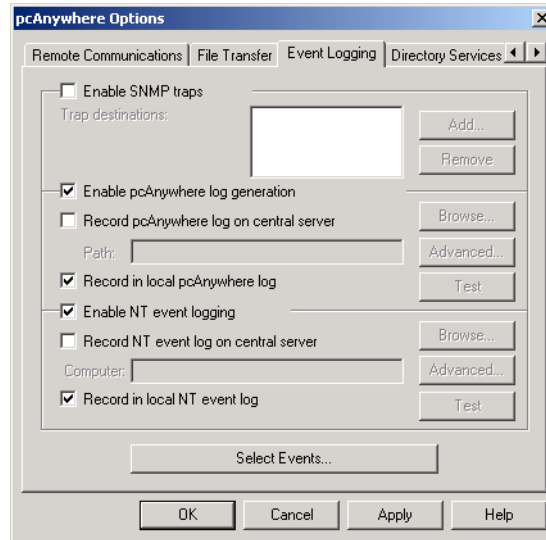 pcAnywhere Options
Remote Communications File Transfer Event Logging Directory Services
Enable SNMP traps
Trap destinations:
Add...
Remove
Enable pcAnywhere log generation
Record pcAnywhere log on central server
Browse...
Path:
Advanced...
Record in local pcAnywhere log
Test
Enable NT event logging
Record NT event log on central server
Browse...
Computer:
Advanced...
Record in local NT event log
Test
Select Events...
OK Cancel Apply Help